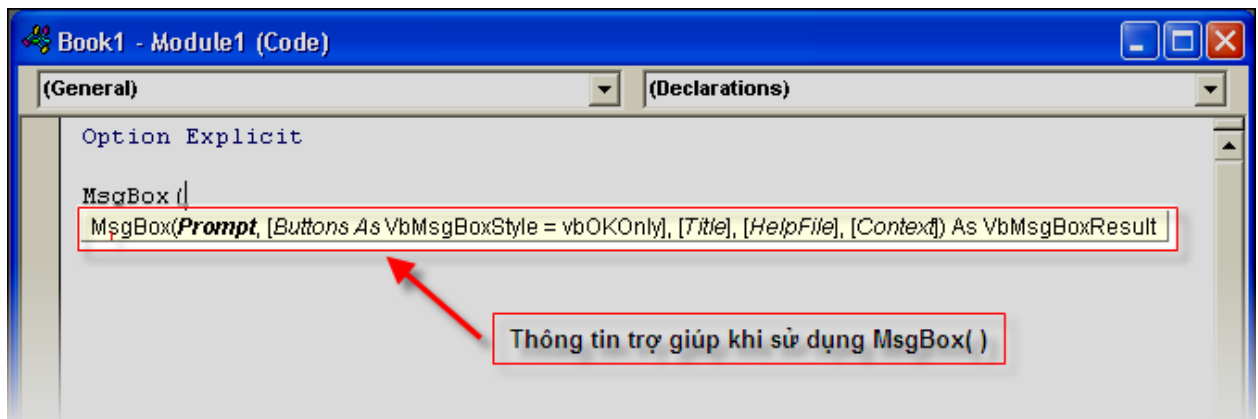 Book1 - Module1 (Code)
(General) (Declarations)
Option Explicit
MsgBox (
MsgBox(Prompt, [Buttons As VbMsgBoxStyle = vbOKOnly], [Title], [HelpFile], [Context]) As VbMsgBoxResult
Thông tin trợ giúp khi sử dụng MsgBox( )